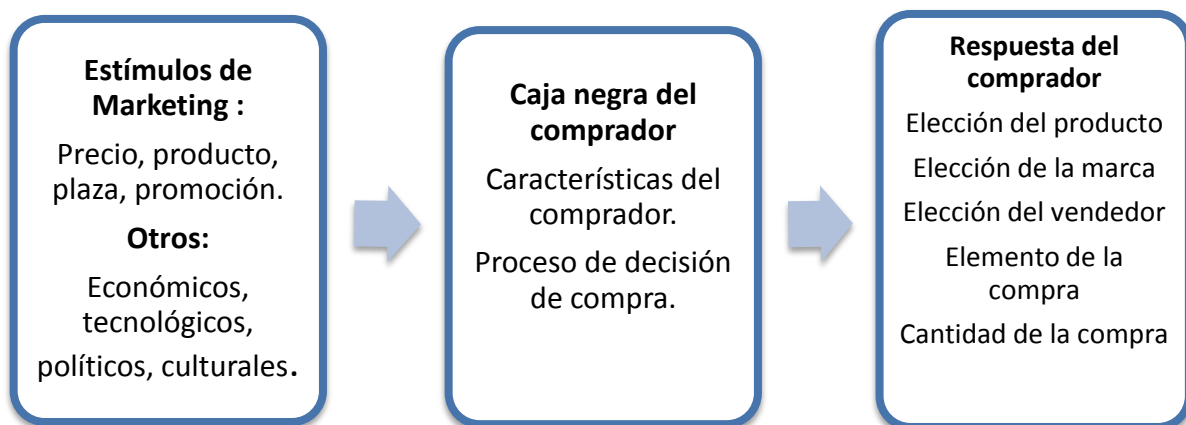 Estímulos de
Marketing :
Precio, producto,
plaza, promoción.
Otros:
Económicos,
tecnológicos,
políticos, culturales.
Caja negra del
comprador
Características del
comprador.
Proceso de decisión
de compra.
Respuesta del
comprador
Elección del producto
Elección de la marca
Elección del vendedor
Elemento de la
compra
Cantidad de la compra